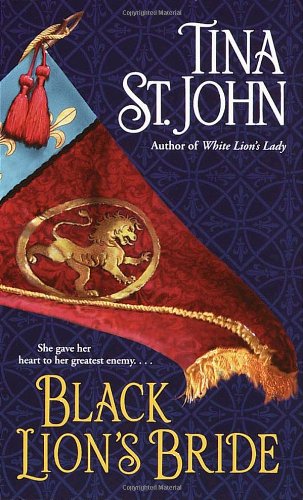 TINA
ST. JOHN
Author of White Lion's Lady
She gave her
heart to her greatest enemy. . . .
BLACK
LION'S BRIDE